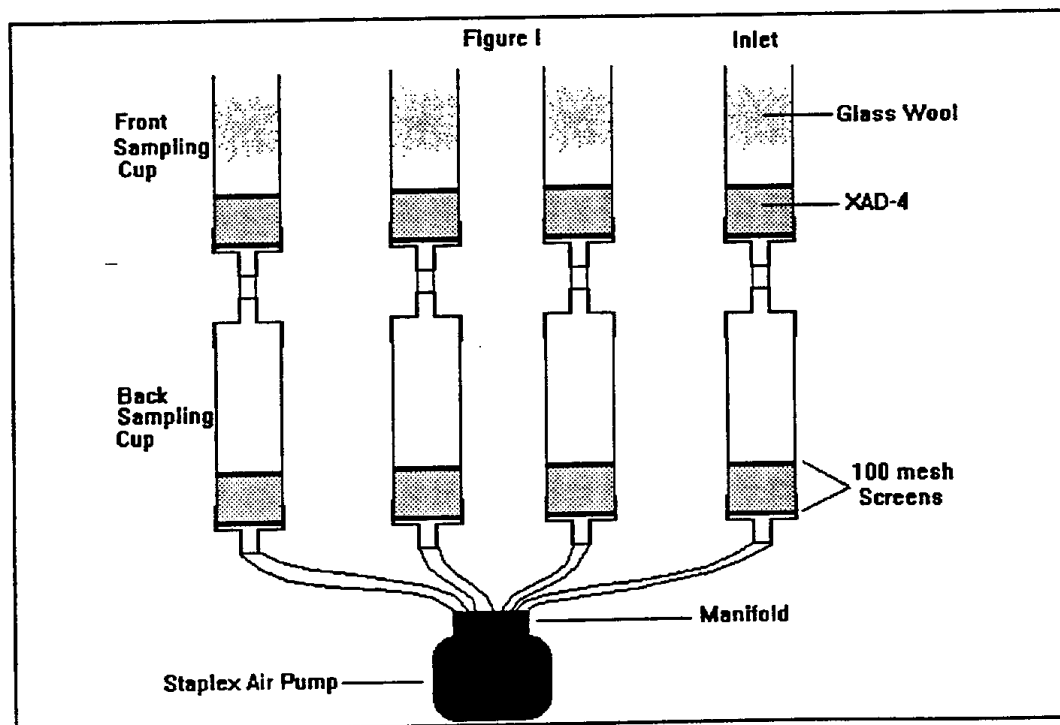 Figure I
Inlet
Front
Sampling
Cup
Glass Wool
XAD-4
Back
Sampling
Cup
100 mesh
Screens
Manifold
Staplex Air Pump